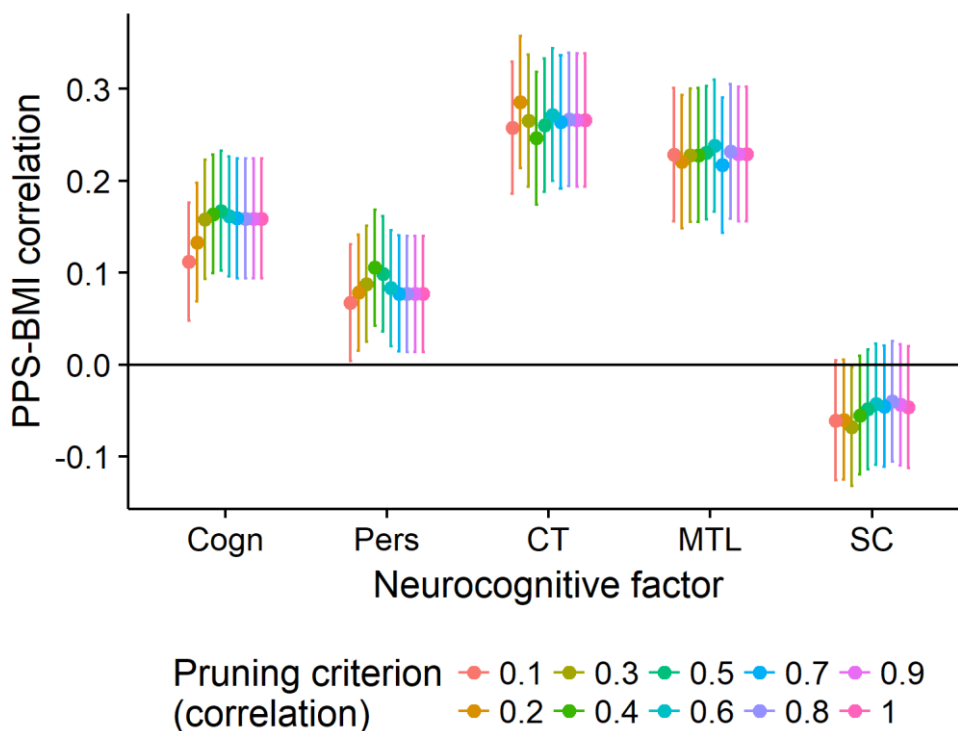 PPS-BMI correlation
0.3
0.2
0.1
0.0
-0.1
Cogn Pers CT MTL SC
Neurocognitive factor
Pruning criterion
(correlation)
0.1 0.3 0.5 0.7 0.9
0.2 0.4 0.6 0.8 1